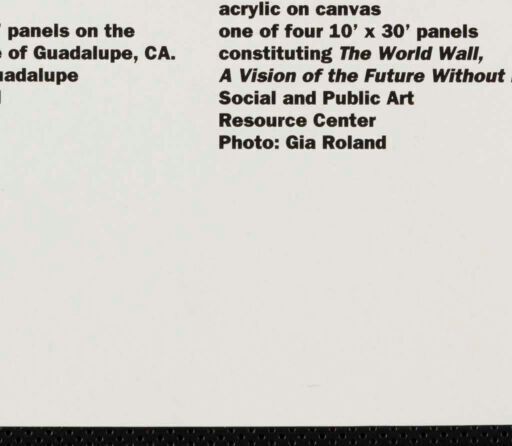 panels on the
of Guadalupe, CA.
acrylic on canvas
one of four 10' x 30' panels
constituting The World Wall,
A Vision of the Future Without
Social and Public Art
Resource Center
Photo: Gia Roland